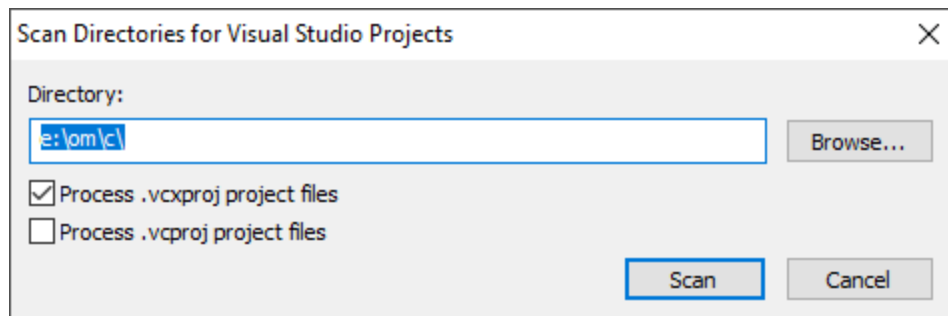 Scan Directories for Visual Studio Projects
Directory:
e:\om\c\
Browse...
Process .vcxproj project files
Process .vcproj project files
Scan
Cancel